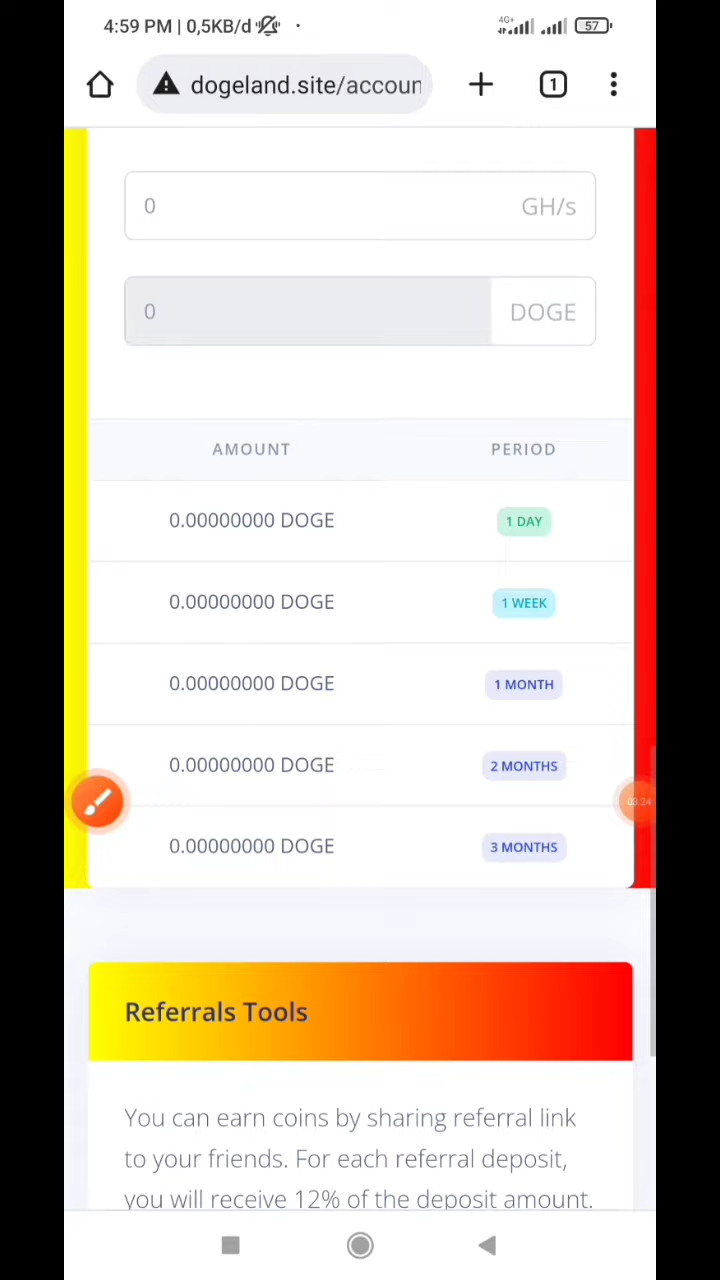 4:59 PM | 0,5KB/d
4G+
57
dogeland.site/accoun
1
0 GH/s
0 DOGE
AMOUNT PERIOD
0.00000000 DOGE 1 DAY
0.00000000 DOGE 1 WEEK
0.00000000 DOGE 1 MONTH
0.00000000 DOGE 2 MONTHS
03:24
0.00000000 DOGE 3 MONTHS
Referrals Tools
You can earn coins by sharing referral link
to your friends. For each referral deposit,
you will receive 12% of the deposit amount.